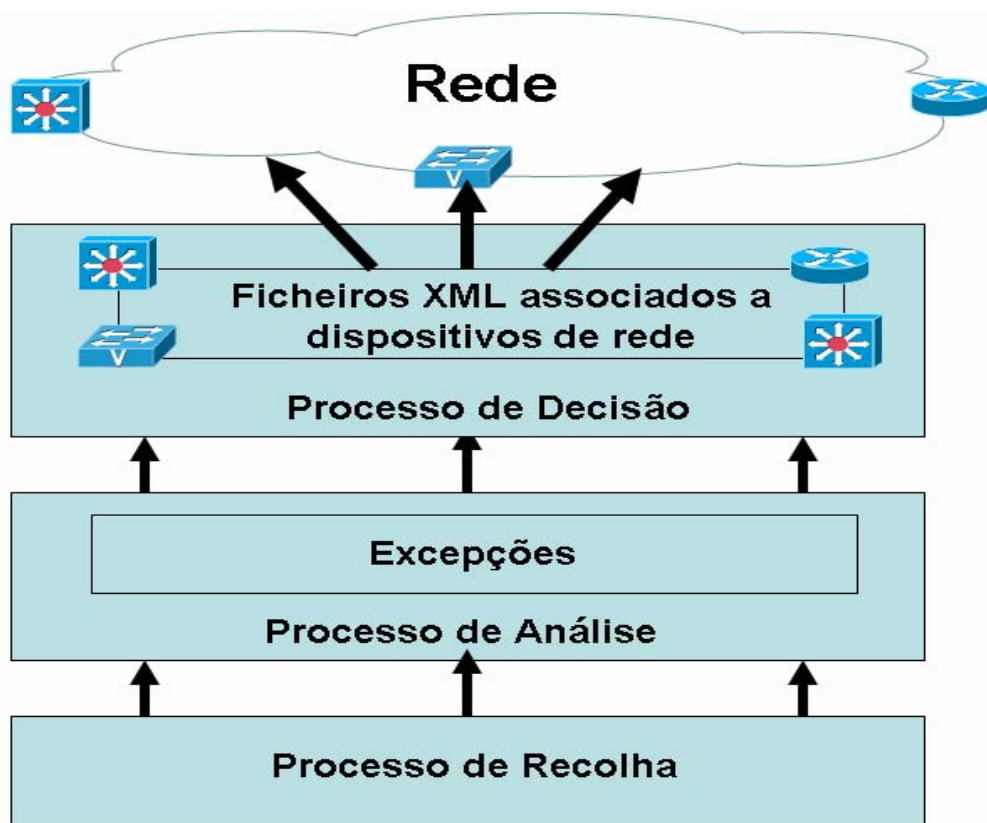 Rede
V
Ficheiros XML associados a
dispositivos de rede
V
Processo de Decisão
Excepções
Processo de Análise
Processo de Recolha